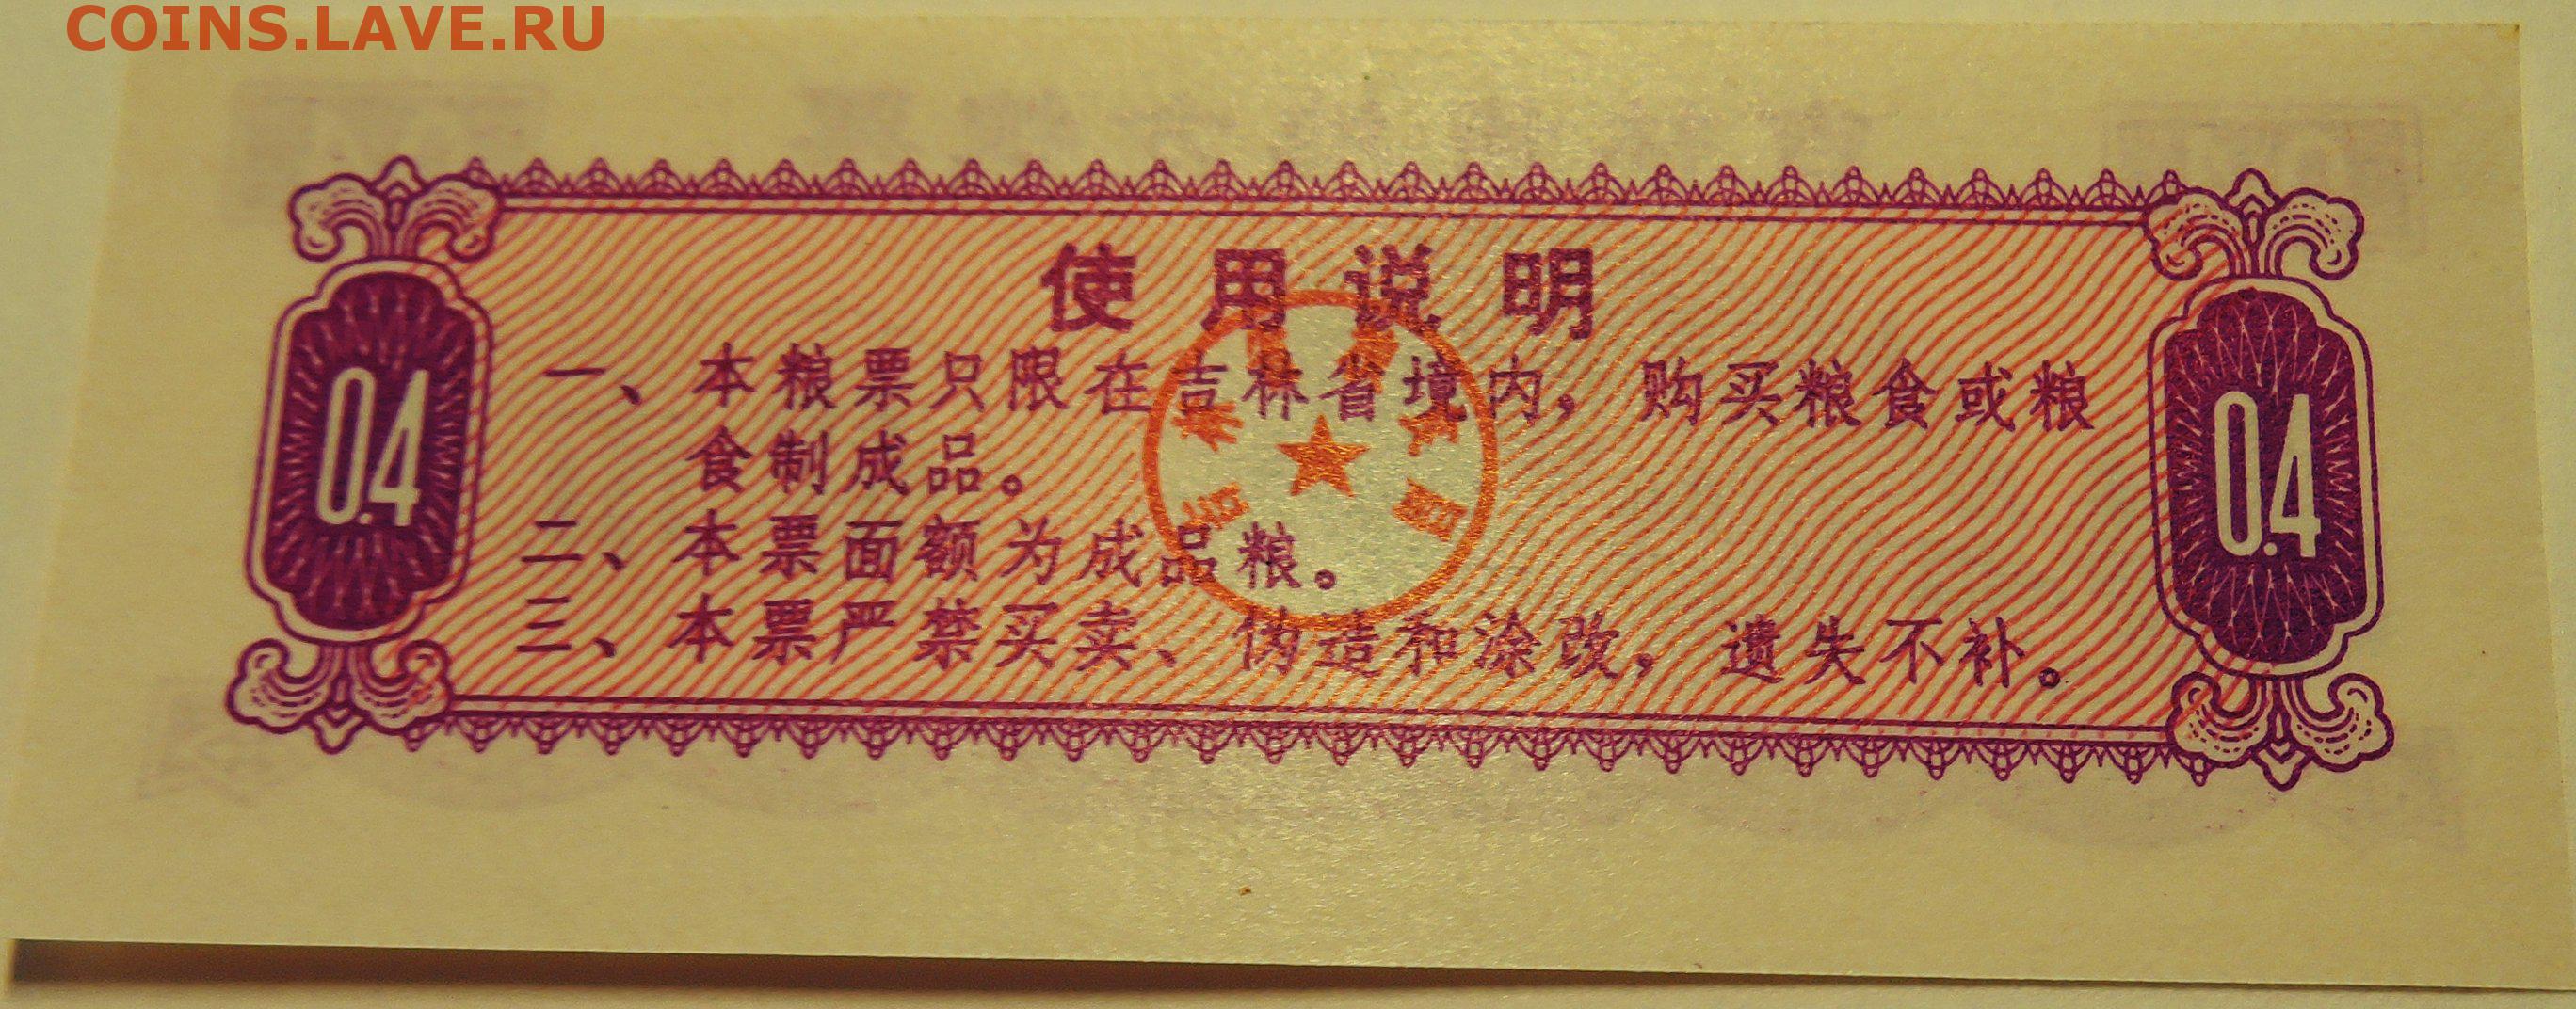 COINS.LAVE.RU
使用说明
一、本粮票只限在吉林省境内，购买粮食或粮
食制成品。
二、本票面额为成品粮。
三、本票严禁买卖、伪造和涂改，遗失不补。
0.4
0.4